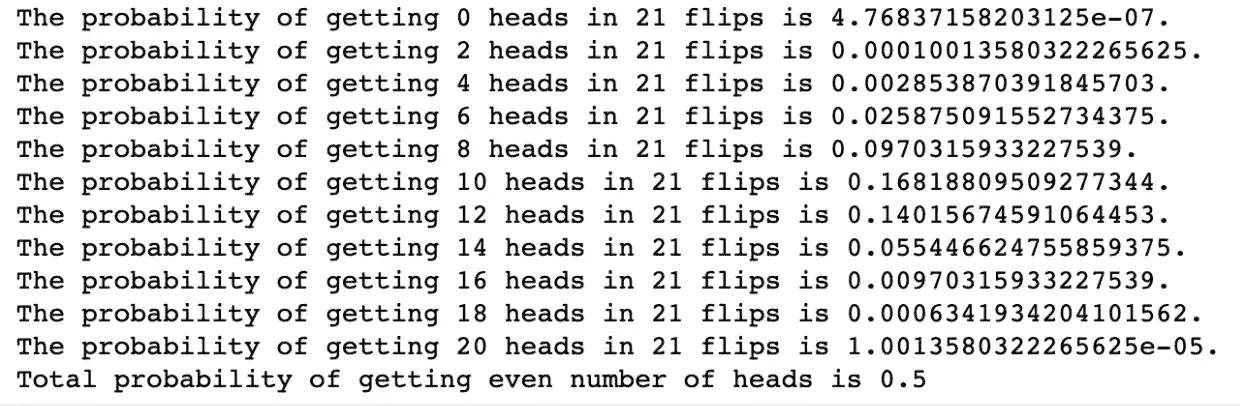 The probability of getting 0 heads in 21 flips is 4.76837158203125e-07.
The probability of getting 2 heads in 21 flips is 0.00010013580322265625.
The probability of getting 4 heads in 21 flips is 0.002853870391845703.
The probability of getting 6 heads in 21 flips is 0.025875091552734375.
The probability of getting 8 heads in 21 flips is 0.0970315933227539.
The probability of getting 10 heads in 21 flips is 0.16818809509277344.
The probability of getting 12 heads in 21 flips is 0.14015674591064453.
The probability of getting 14 heads in 21 flips is 0.055446624755859375.
The probability of getting 16 heads in 21 flips is 0.00970315933227539.
The probability of getting 18 heads in 21 flips is 0.0006341934204101562.
The probability of getting 20 heads in 21 flips is 1.0013580322265625e-05.
Total probability of getting even number of heads is 0.5